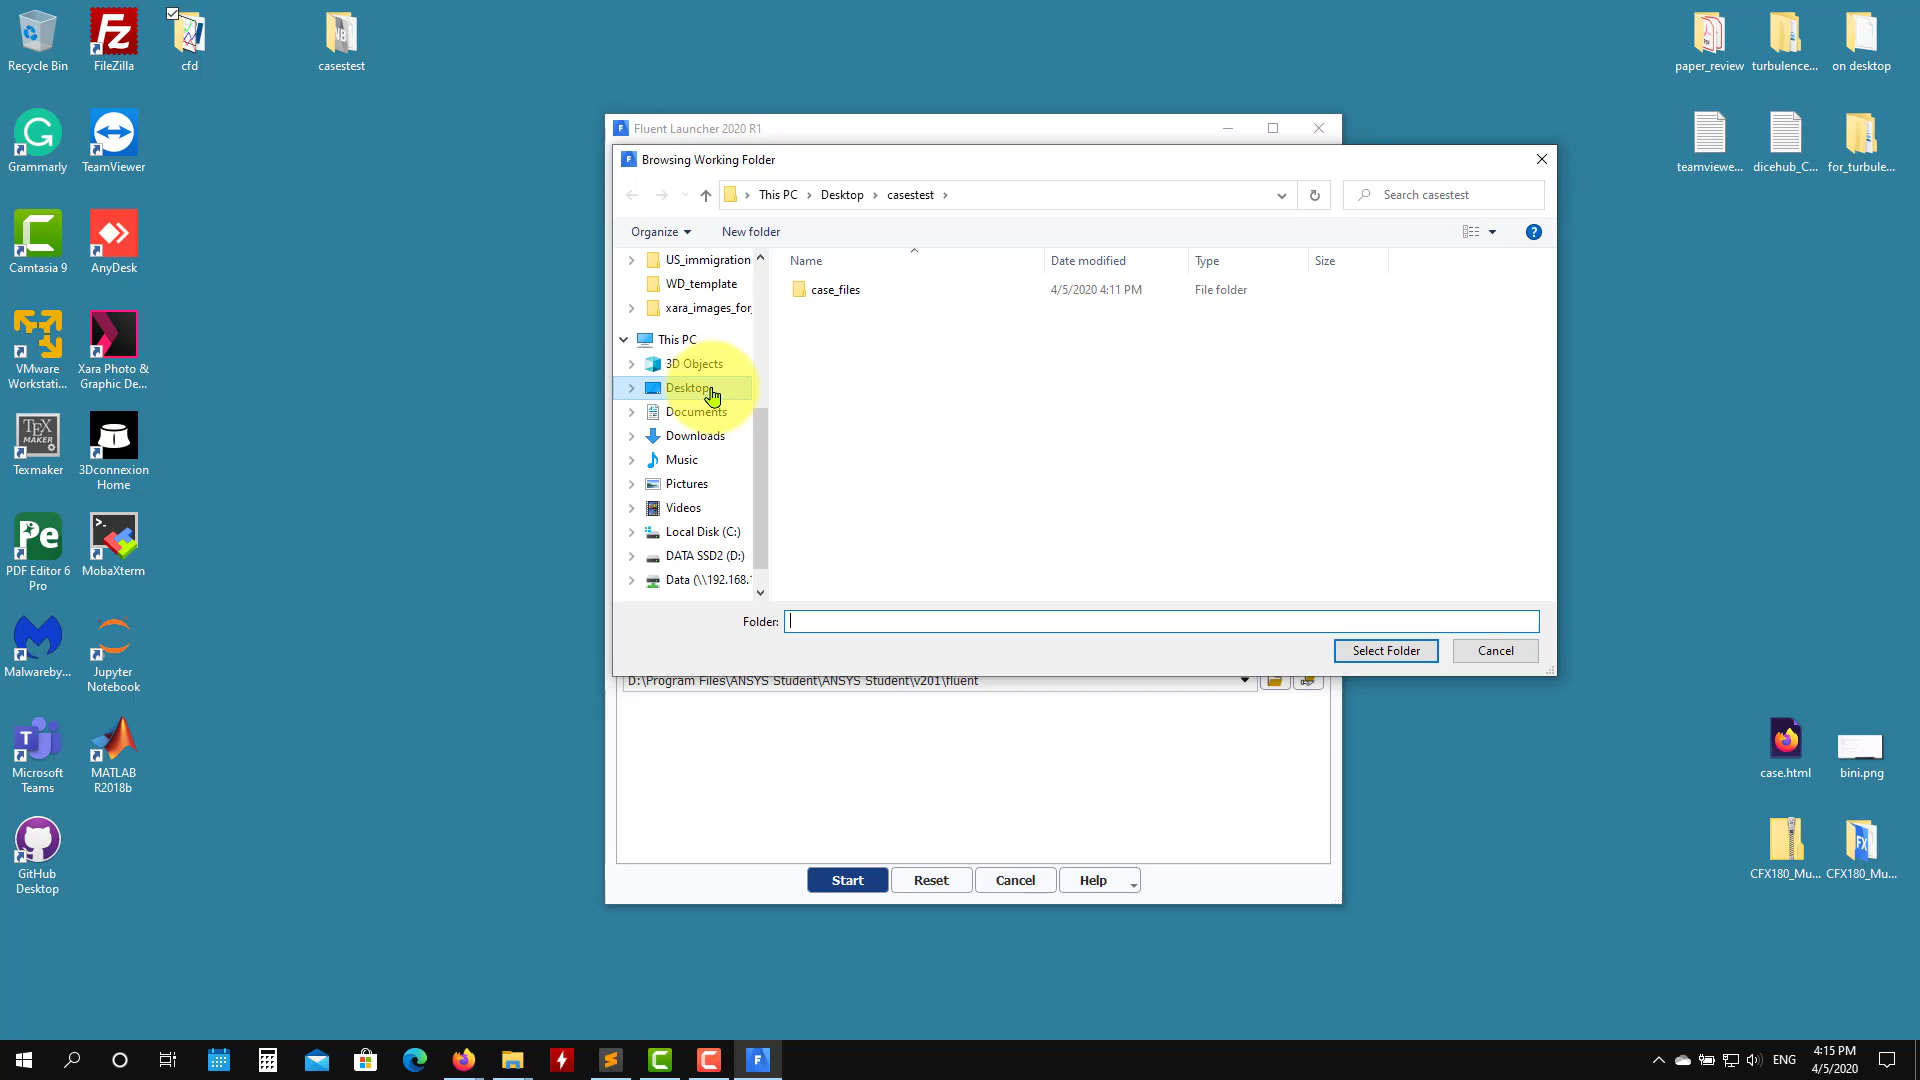 Recycle Bin
FileZilla
cfd
casestest
paper_review
turbulence...
on desktop
Grammarly
TeamViewer
teamviewe...
dicehub_C...
for_turbule...
Camtasia 9
AnyDesk
VMware
Workstati...
Xara Photo &
Graphic De...
TEX
MAKER
Texmaker
3Dconnexion
Home
PDF Editor 6
Pro
MobaXterm
Malwareby...
Jupyter
Notebook
Microsoft
Teams
MATLAB
R2018b
GitHub
Desktop
case.html
bini.png
CFX180_Mu...
CFX180_Mu...
Fluent Launcher 2020 R1
Browsing Working Folder
This PC
Desktop
casestest
Search casestest
Organize
New folder
Name
Date modified
Type
Size
case_files
4/5/2020 4:11 PM
File folder
US_immigration
WD_template
xara_images_for_
This PC
3D Objects
Desktop
Documents
Downloads
Music
Pictures
Videos
Local Disk (C:)
DATA SSD2 (D:)
Data (\\192.168.1
Folder:
Select Folder
Cancel
D:\Program Files\ANSYS Student\ANSYS Student\v201\fluent
Start
Reset
Cancel
Help
ENG
4:15 PM
4/5/2020